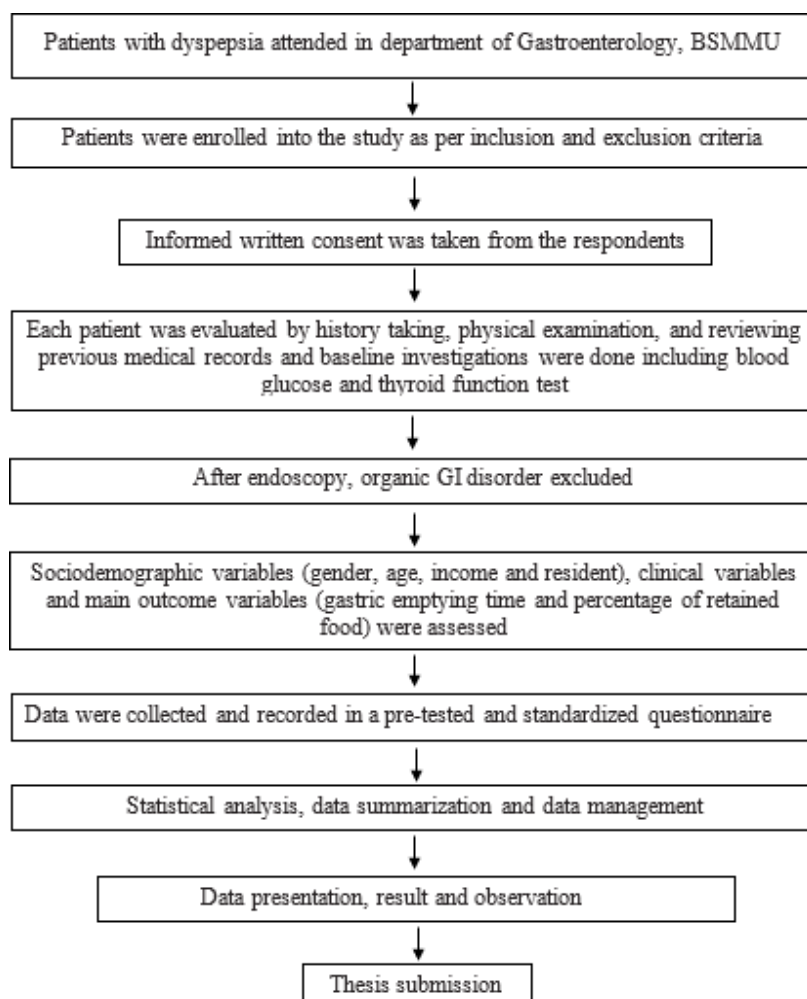 Patients with dyspepsia attended in department of Gastroenterology, BSMMU
Patients were enrolled into the study as per inclusion and exclusion criteria
Informed written consent was taken from the respondents
Each patient was evaluated by history taking, physical examination, and reviewing
previous medical records and baseline investigations were done including blood
glucose and thyroid function test
After endoscopy, organic GI disorder excluded
Sociodemographic variables (gender, age, income and resident), clinical variables
and main outcome variables (gastric emptying time and percentage of retained
food) were assessed
Data were collected and recorded in a pre-tested and standardized questionnaire
Statistical analysis, data summarization and data management
Data presentation, result and observation
Thesis submission